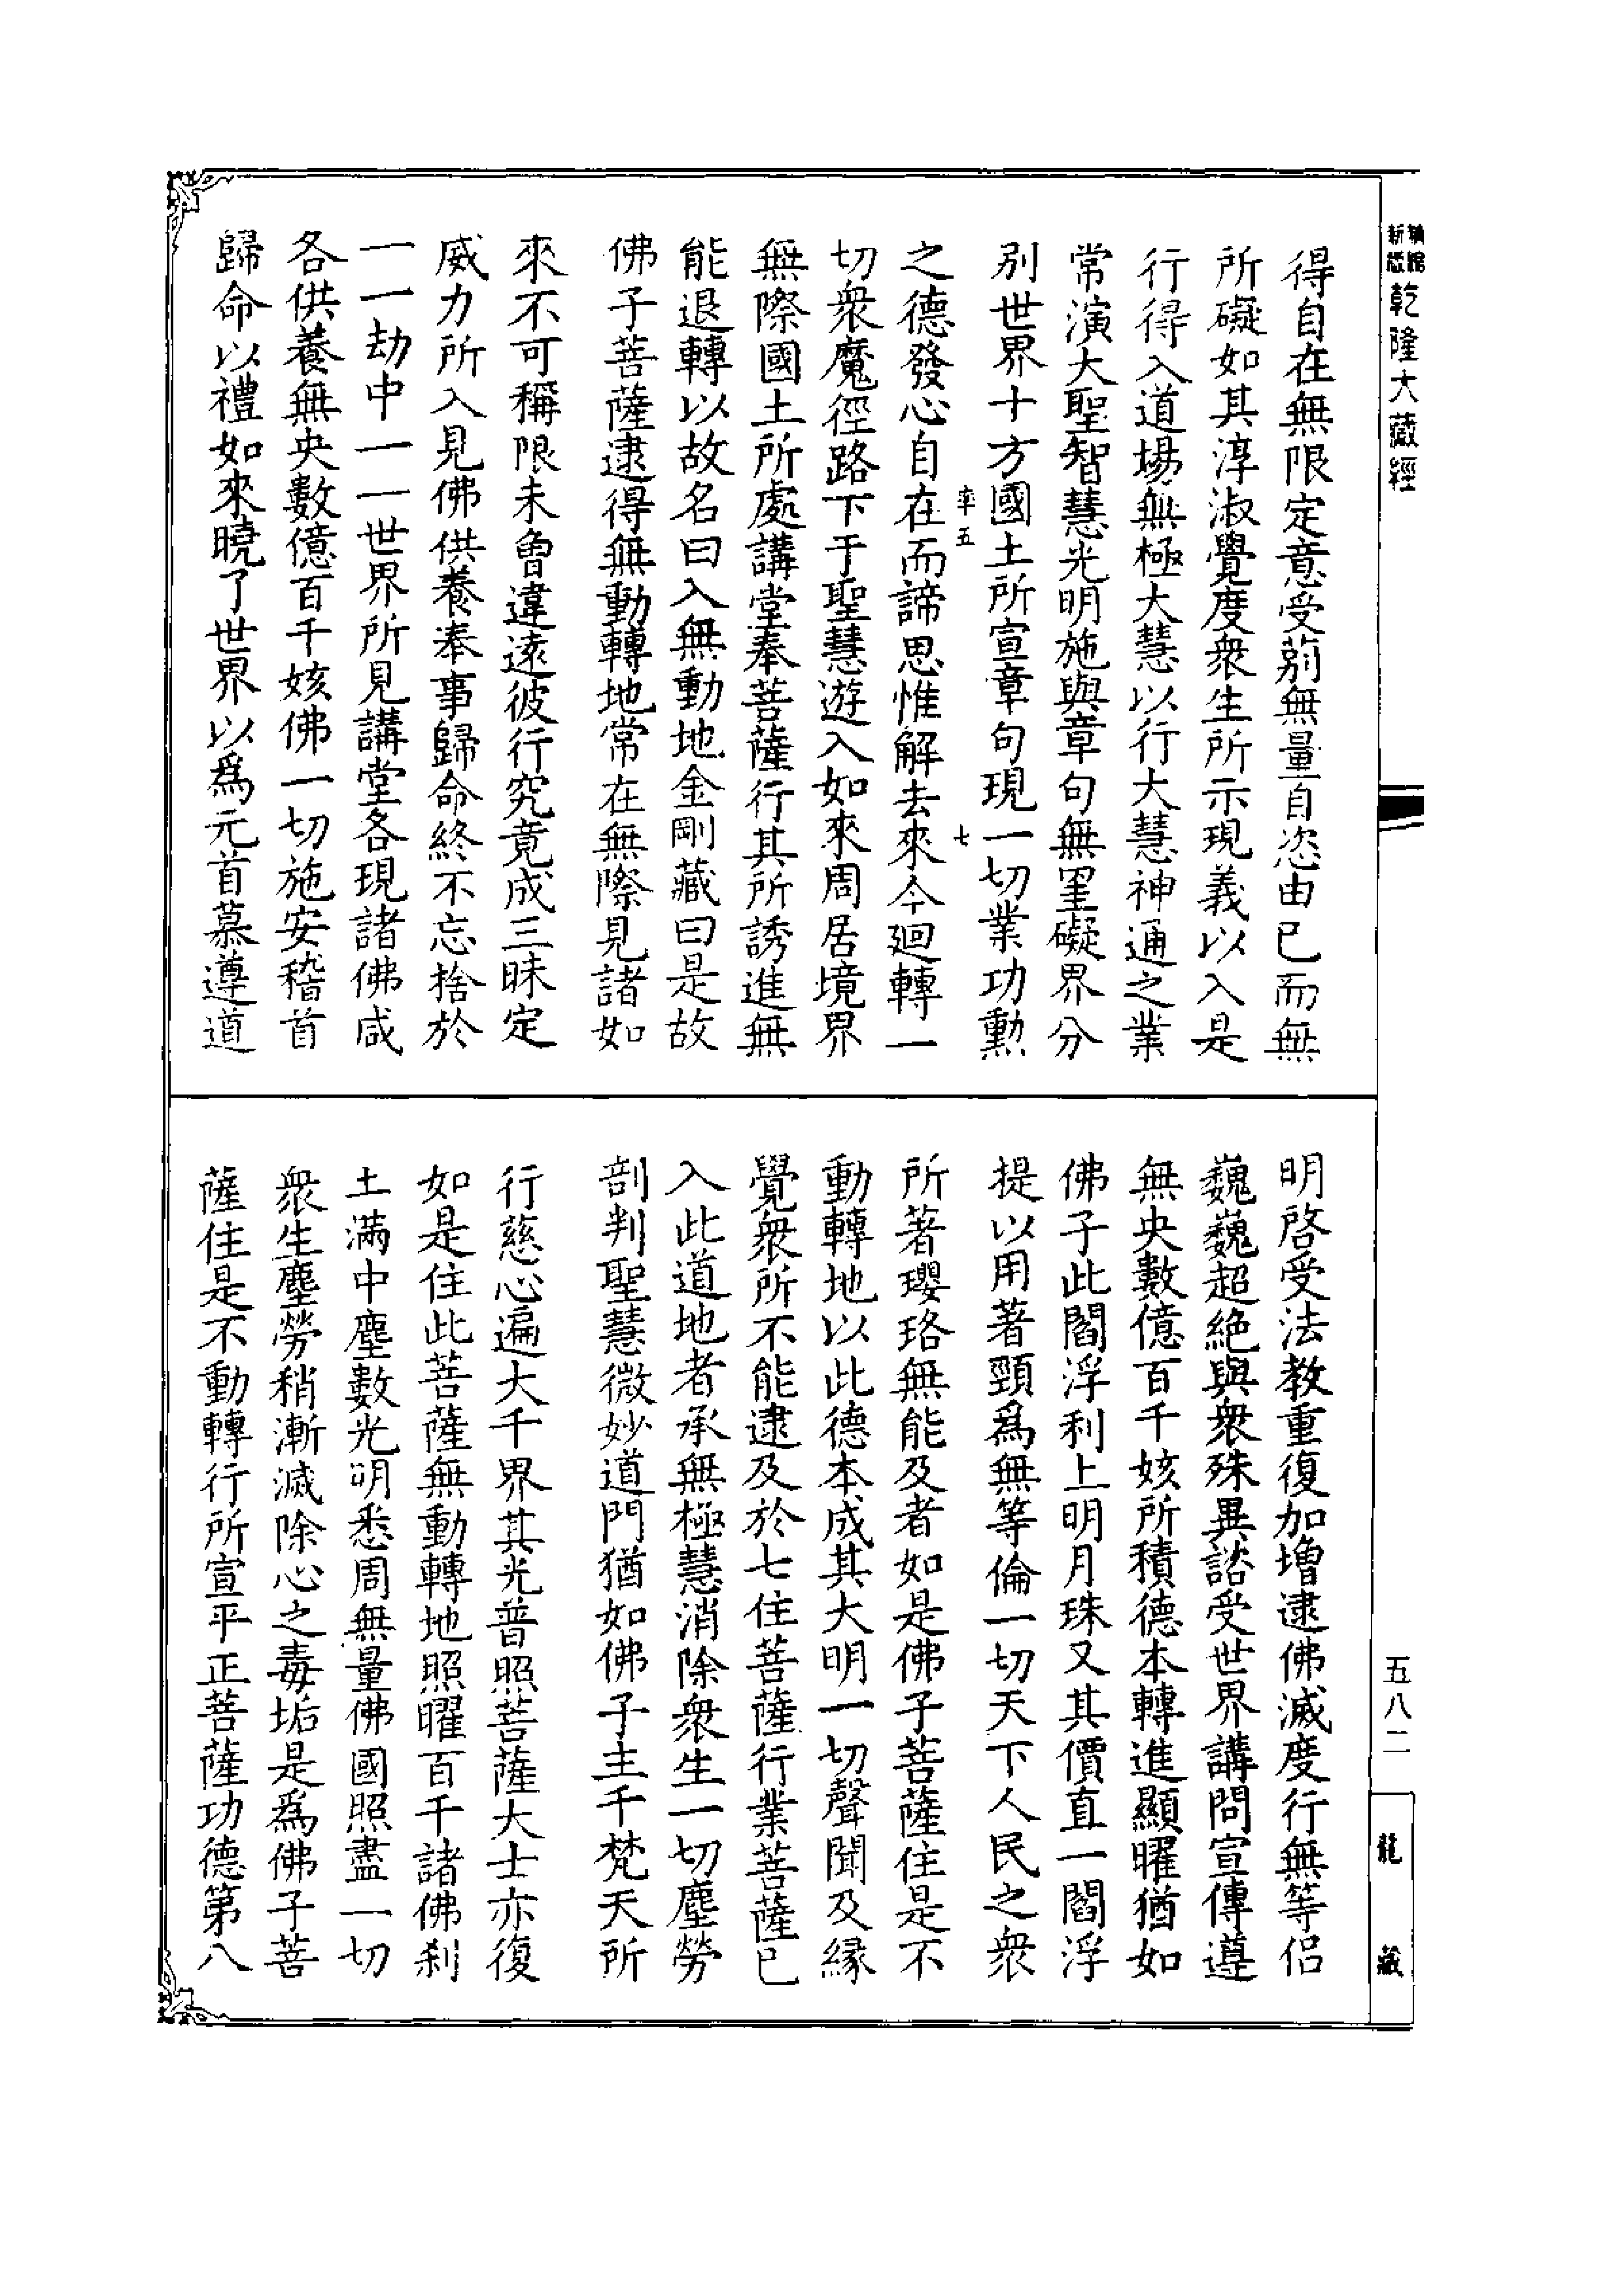 乾隆大藏經
得自在無限定意受莂無量自恣由已而無
所礙如其淳淑覺度衆生所示現義以入是
行得入道場無極大慧以行大慧神通之業
常演大聖智慧光明施與章句無罣礙界分
別世界十方國土所宣章句現一切業功勳
率五 七
之德發心自在而諦思惟解去來今迴轉一
切衆魔徑路下于聖慧遊入如來周居境界
無際國土所處講堂奉菩薩行其所誘進無
能退轉以故名曰入無動地金剛藏曰是故
佛子菩薩逮得無動轉地常在無際見諸如
來不可稱限未魯違遠彼行究竟成三昧定
威力所入見佛供養奉事歸命終不忘捨於
一一劫中一一世界所見講堂各現諸佛咸
各供養無央數億百千姟佛一切施安稽首
歸命以禮如來曉了世界以爲元首慕遵道
明啓受法教重復加增逮佛滅度行無等侶
巍巍超絶與衆殊異諮受世界講問宣傳遵
無央數億百千姟所積德本轉進顯曜猶如
佛子此閻浮利上明月珠又其價直一閻浮
提以用著頸爲無等倫一切天下人民之衆
所著瓔珞無能及者如是佛子菩薩住是不
動轉地以此德本成其大明一切聲聞及緣
覺衆所不能逮及於七住菩薩行業菩薩已
入此道地者承無極慧消除衆生一切塵勞
剖判聖慧微妙道門猶如佛子主千梵天所
行慈心遍大千界其光普照菩薩大士亦復
如是住此菩薩無動轉地照曜百千諸佛剎
土滿中塵數光明悉周無量佛國照盡一切
衆生塵勞稍漸滅除心之毒垢是爲佛子菩
薩住是不動轉行所宣平正菩薩功德第八
五八二
龍藏